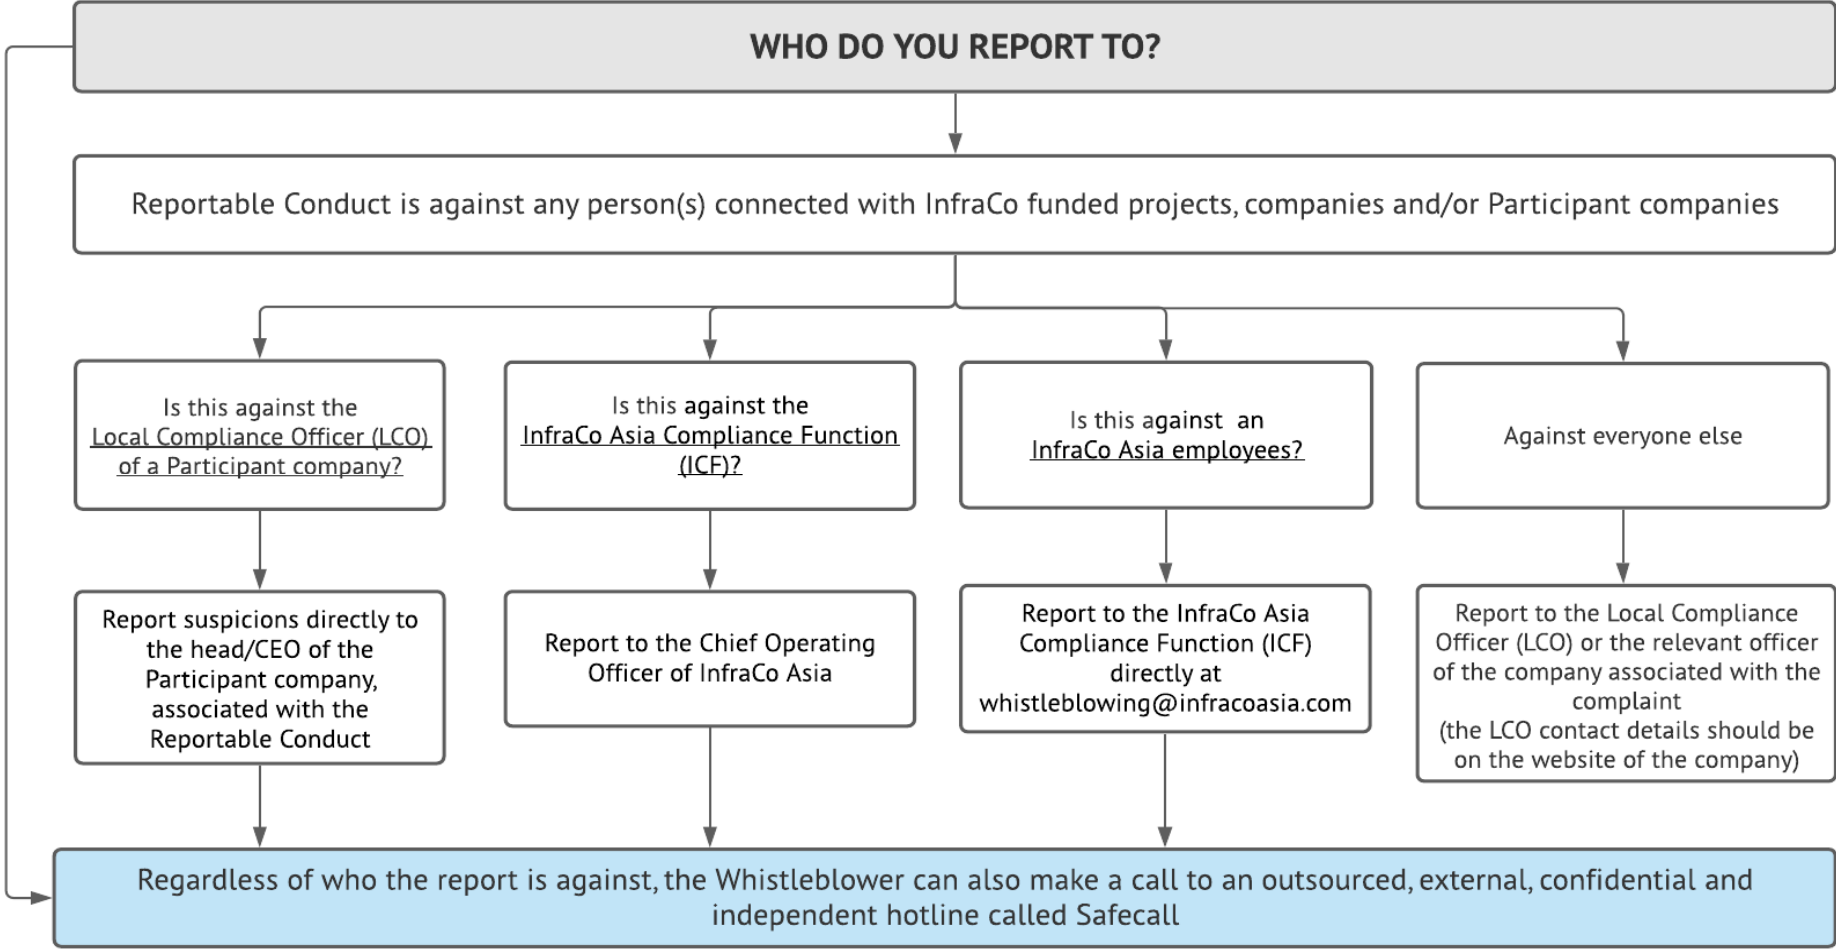 WHO DO YOU REPORT TO?
Reportable Conduct is against any person(s) connected with InfraCo funded projects, companies and/or Participant companies
Is this against the
Local Compliance Officer (LCO)
of a Participant company?
Is this against the
InfraCo Asia Compliance Function
(ICF)?
Is this against an
InfraCo Asia employees?
Against everyone else
Report suspicions directly to
the head/CEO of the
Participant company,
associated with the
Reportable Conduct
Report to the Chief Operating
Officer of InfraCo Asia
Report to the InfraCo Asia
Compliance Function (ICF)
directly at
whistleblowing@infracoasia.com
Report to the Local Compliance
Officer (LCO) or the relevant officer
of the company associated with the
complaint
(the LCO contact details should be
on the website of the company)
Regardless of who the report is against, the Whistleblower can also make a call to an outsourced, external, confidential and
independent hotline called Safecall